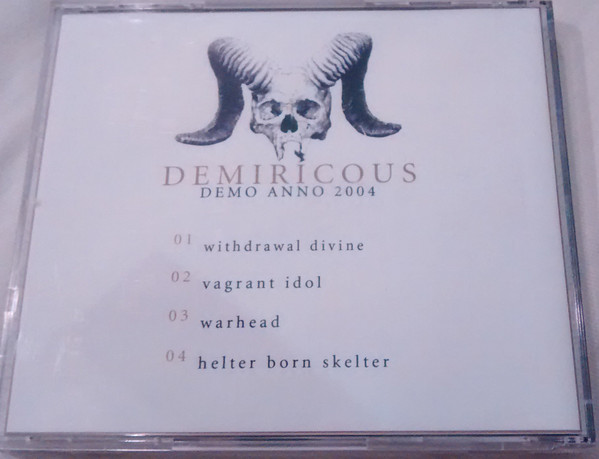 DEMIRICOUS
DEMO ANNO 2004
01 withdrawal divine
02 vagrant idol
03 warhead
04 helter born skelter